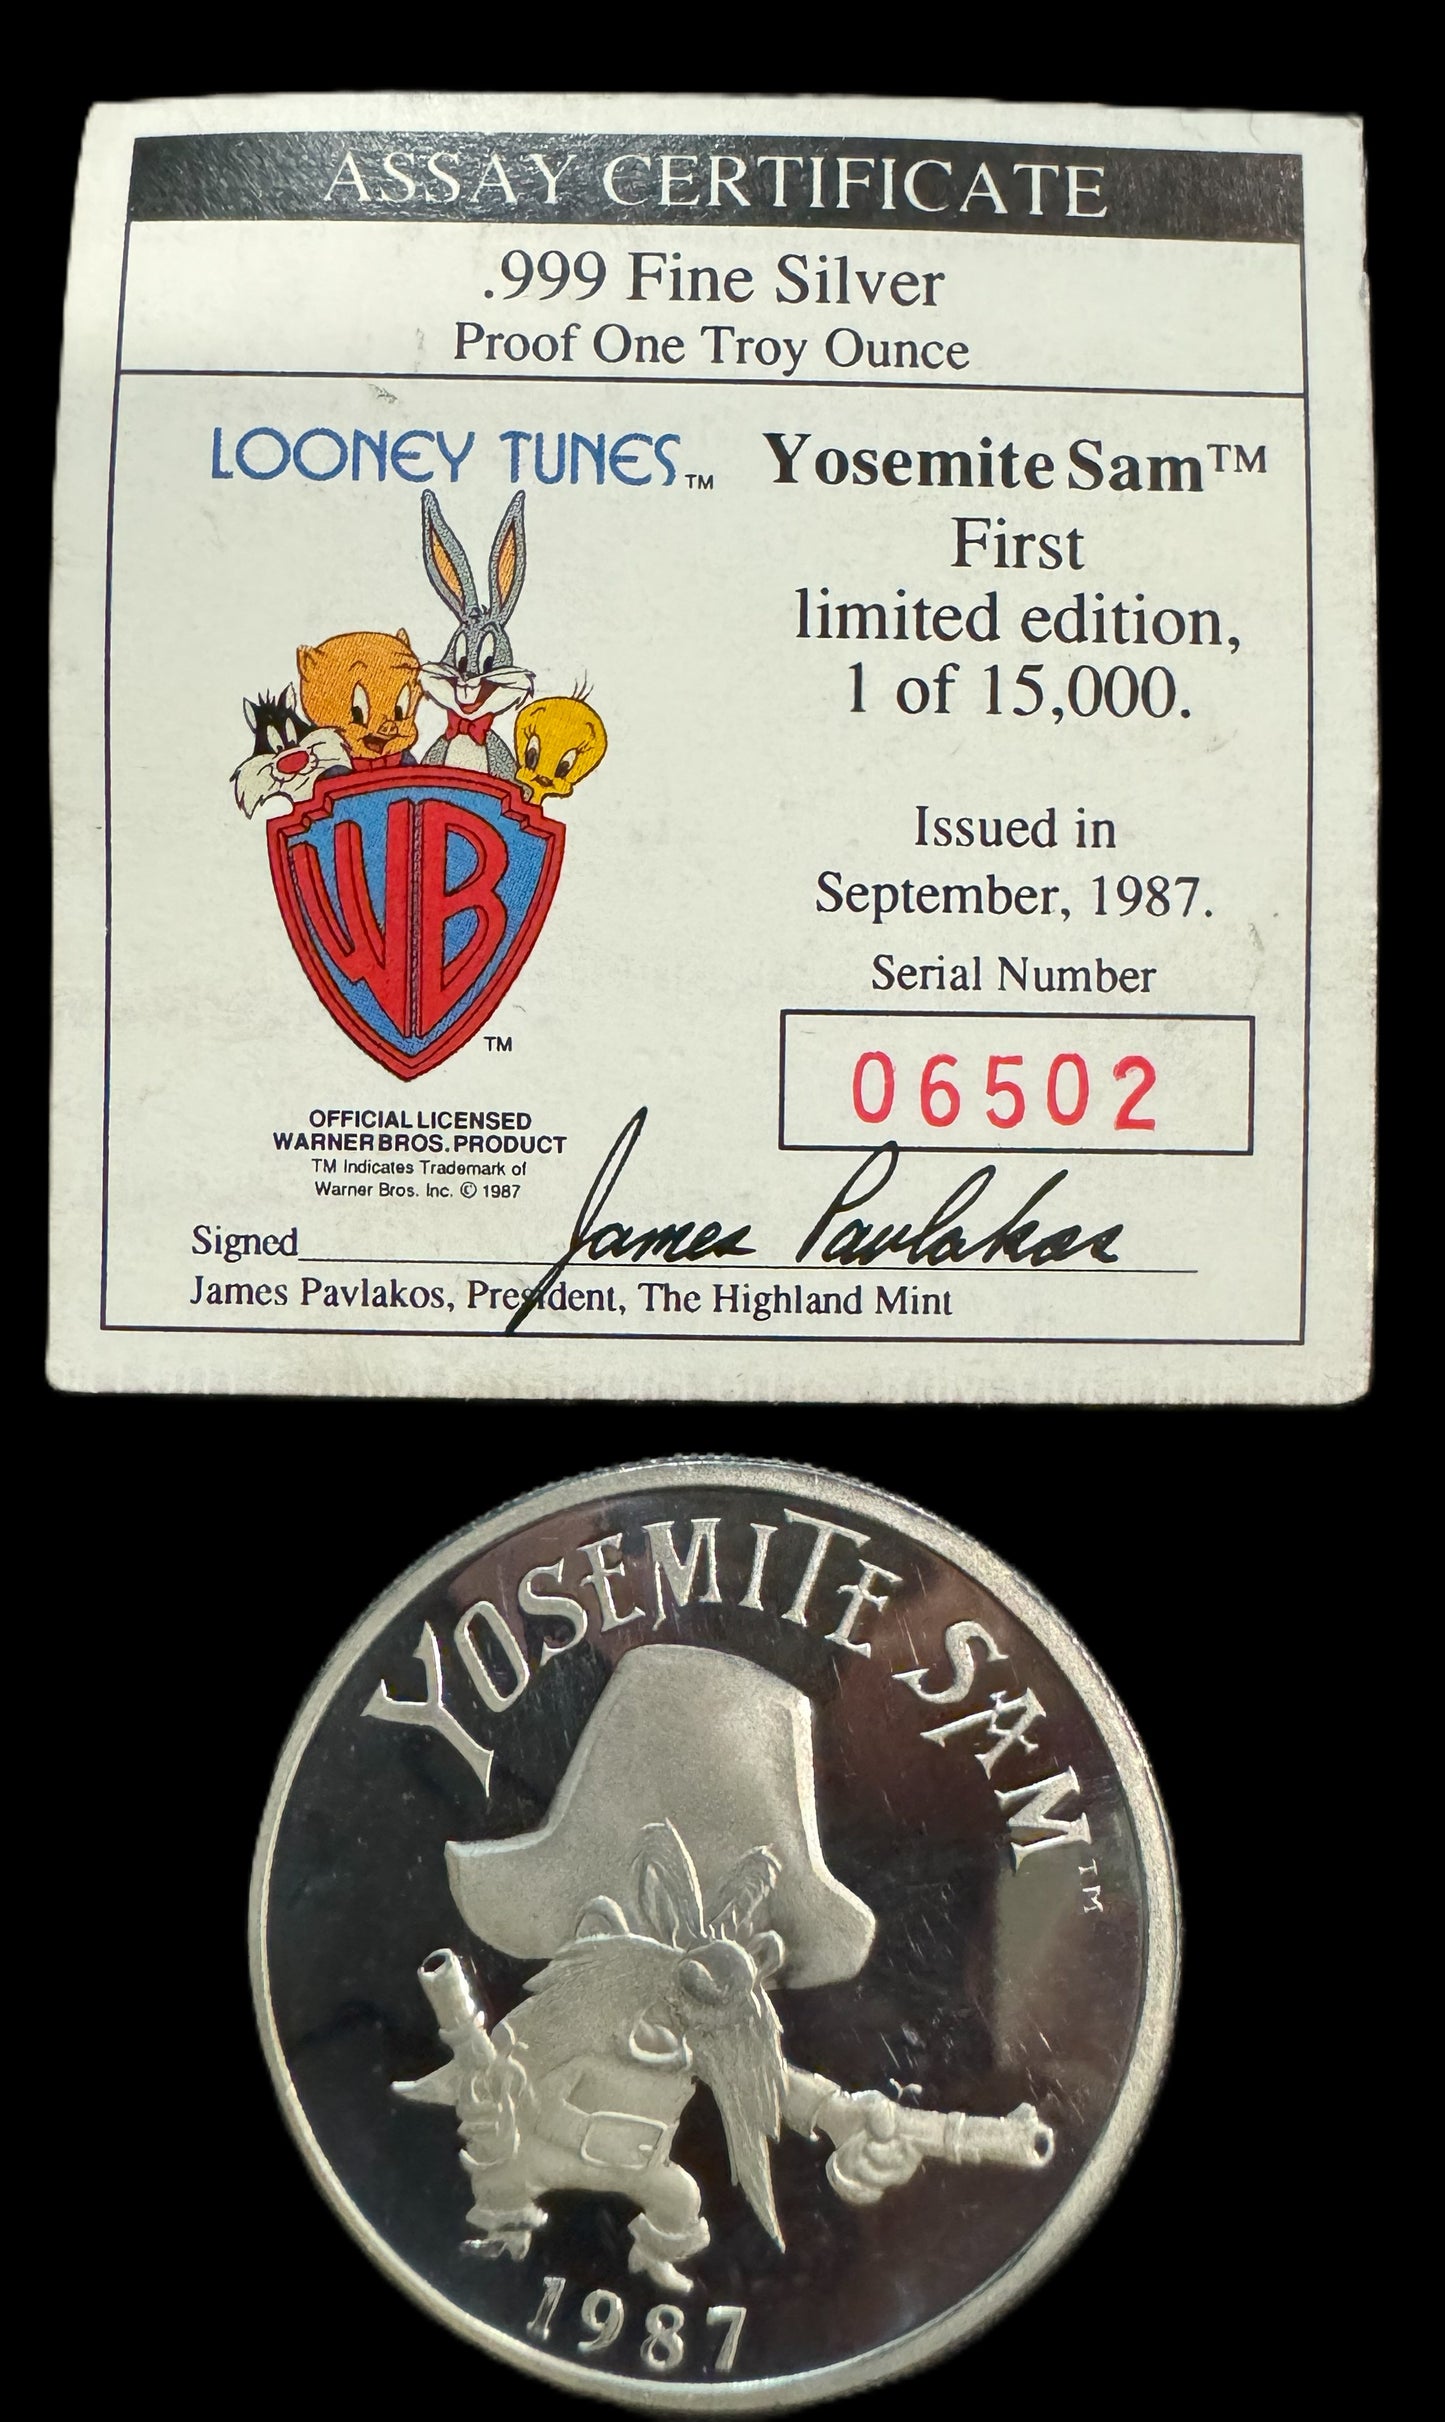 ASSAY CERTIFICATE
.999 Fine Silver
Proof One Troy Ounce
LOONEY TUNES™
Yosemite Sam™
First
limited edition,
1 of 15,000.
Issued in
September, 1987.
Serial Number
06502
WB
TM
OFFICIAL LICENSED
WARNER BROS. PRODUCT
TM Indicates Trademark of
Warner Bros. Inc. © 1987
Signed James Pavlakos
James Pavlakos, President, The Highland Mint
YOSEMITE SAM™
1987